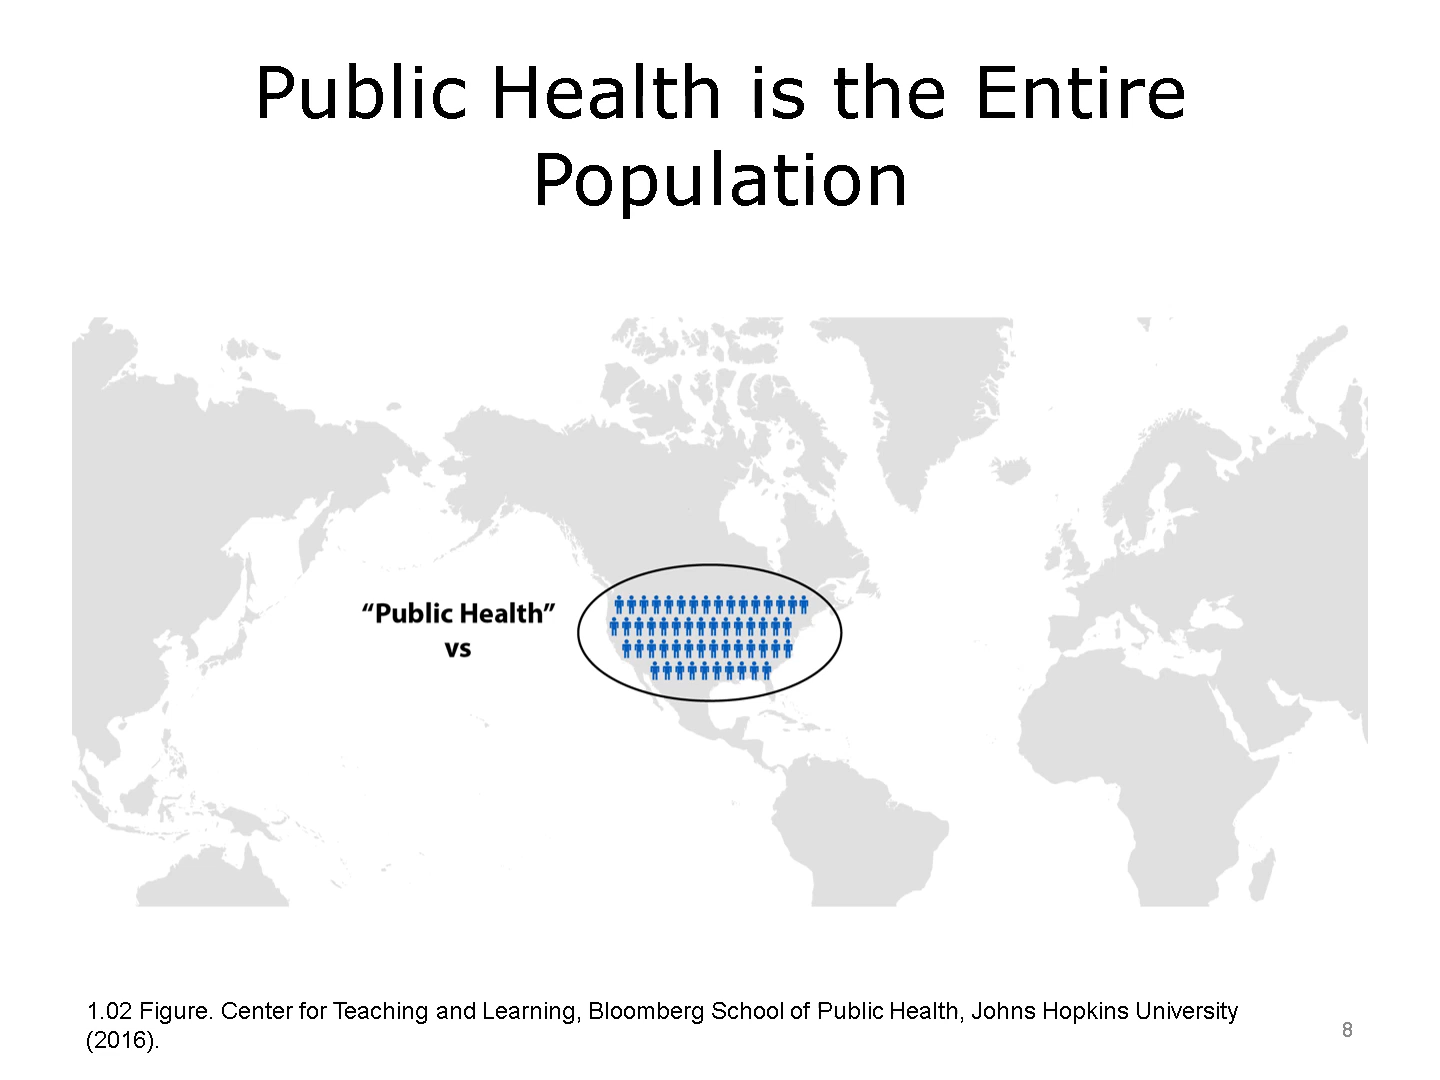 Public Health is the Entire
Population
“Public Health”
vs
1.02 Figure. Center for Teaching and Learning, Bloomberg School of Public Health, Johns Hopkins University
(2016).
8